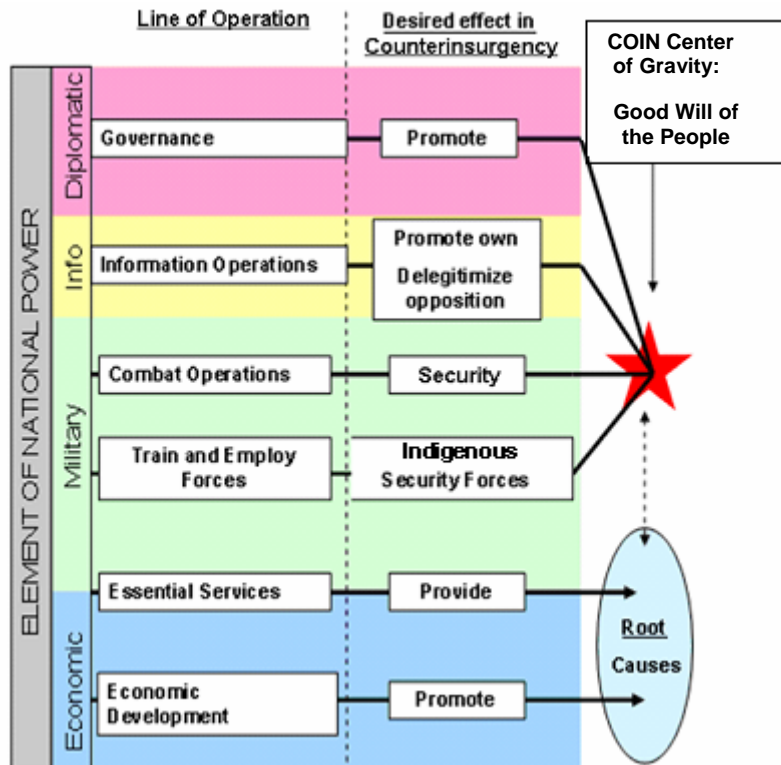 Line of Operation
Desired effect in
Counterinsurgency
COIN Center
of Gravity:
Good Will of
the People
ELEMENT OF NATIONAL POWER
Diplomatic
Governance
Promote
Info
Information Operations
Promote own
Delegitimize
opposition
Military
Combat Operations
Security
Train and Employ
Forces
Indigenous
Security Forces
Essential Services
Provide
Economic
Economic
Development
Promote
Root
Causes